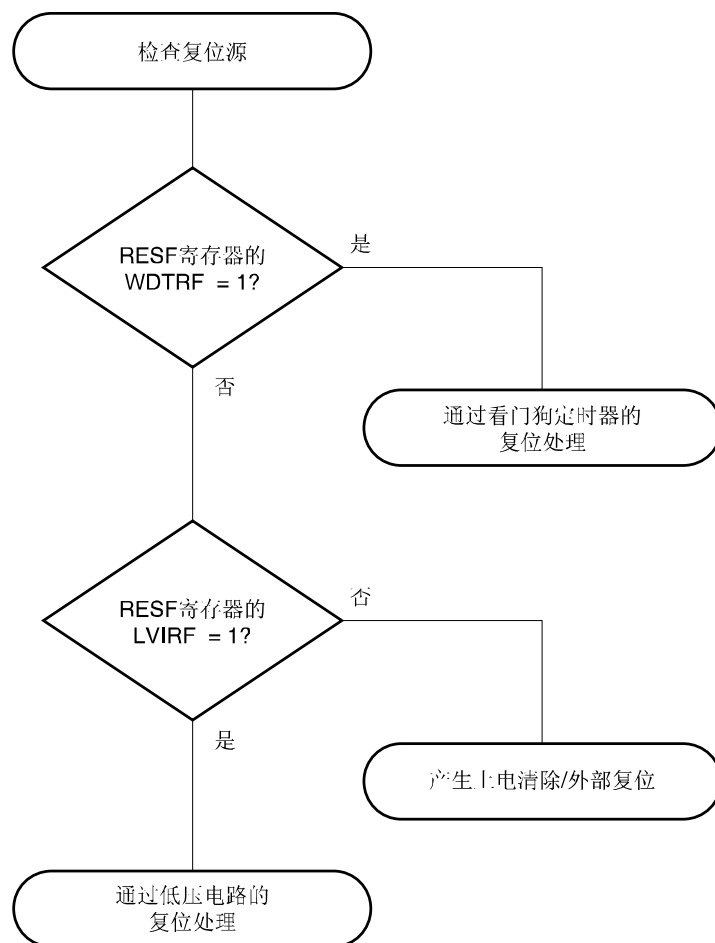 检查复位源
RESF寄存器的
WDTRF = 1?
是
否
通过看门狗定时器的
复位处理
RESF寄存器的
LVIRF = 1?
否
是
产生上电清除/外部复位
通过低压电路的
复位处理